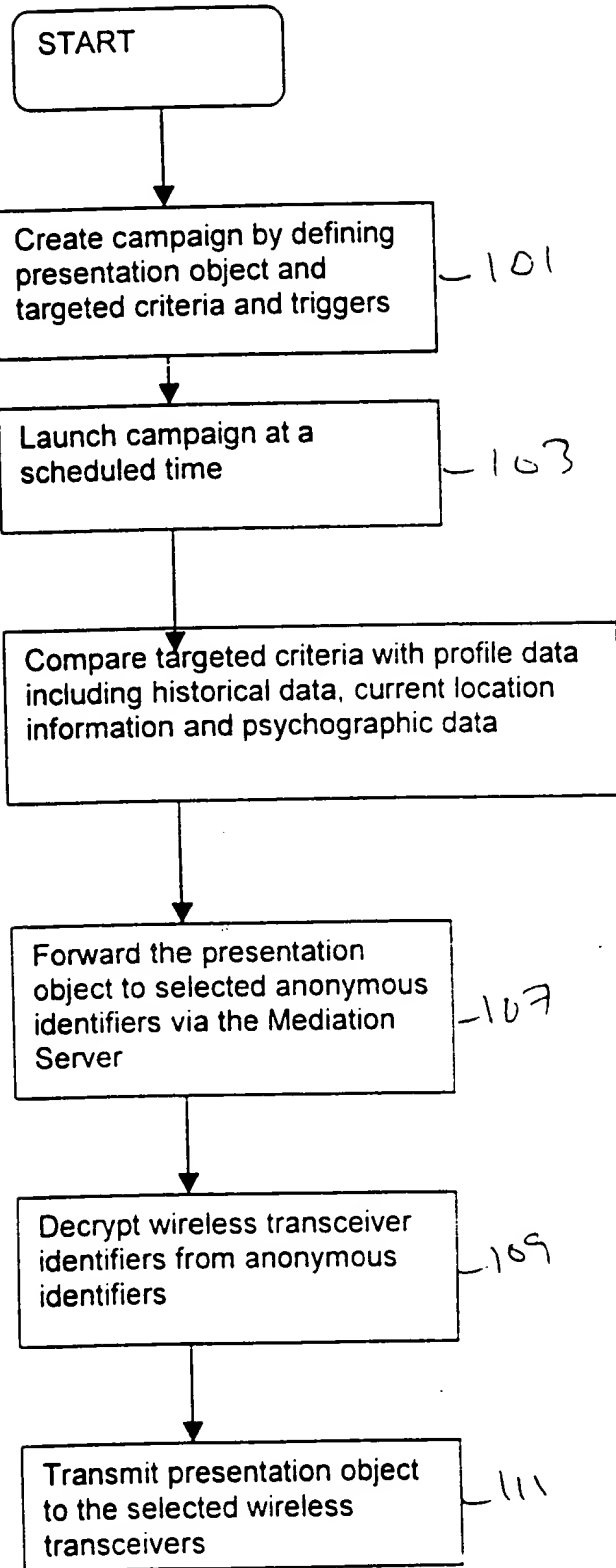 START
Create campaign by defining
presentation object and
targeted criteria and triggers
101
Launch campaign at a
scheduled time
103
Compare targeted criteria with profile data
including historical data, current location
information and psychographic data
Forward the presentation
object to selected anonymous
identifiers via the Mediation
Server
107
Decrypt wireless transceiver
identifiers from anonymous
identifiers
109
Transmit presentation object
to the selected wireless
transceivers
111